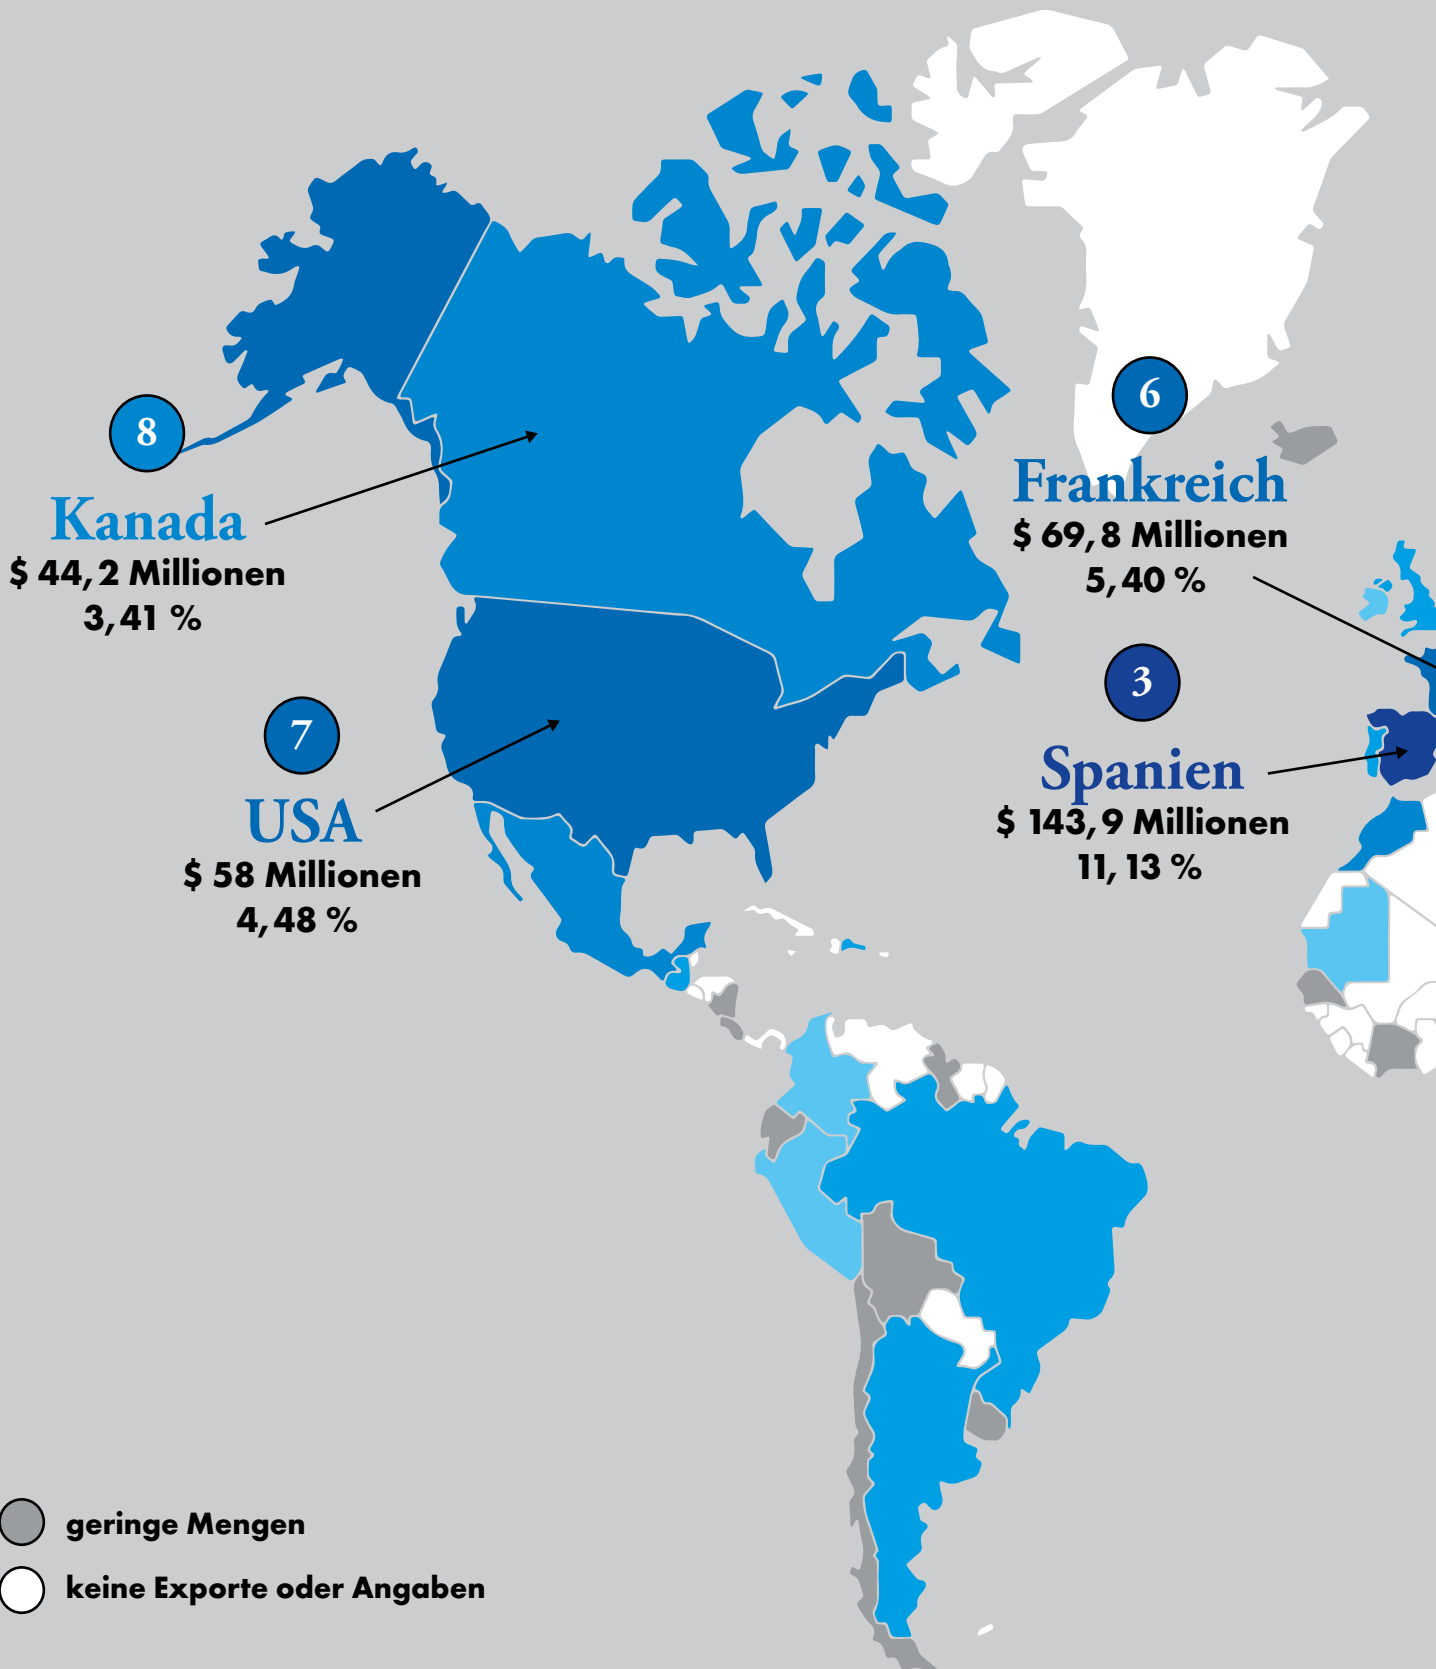 8
Kanada
$ 44,2 Millionen
3,41 %
7
USA
$ 58 Millionen
4,48 %
6
Frankreich
$ 69,8 Millionen
5,40 %
3
Spanien
$ 143,9 Millionen
11,13 %
geringe Mengen
keine Exporte oder Angaben